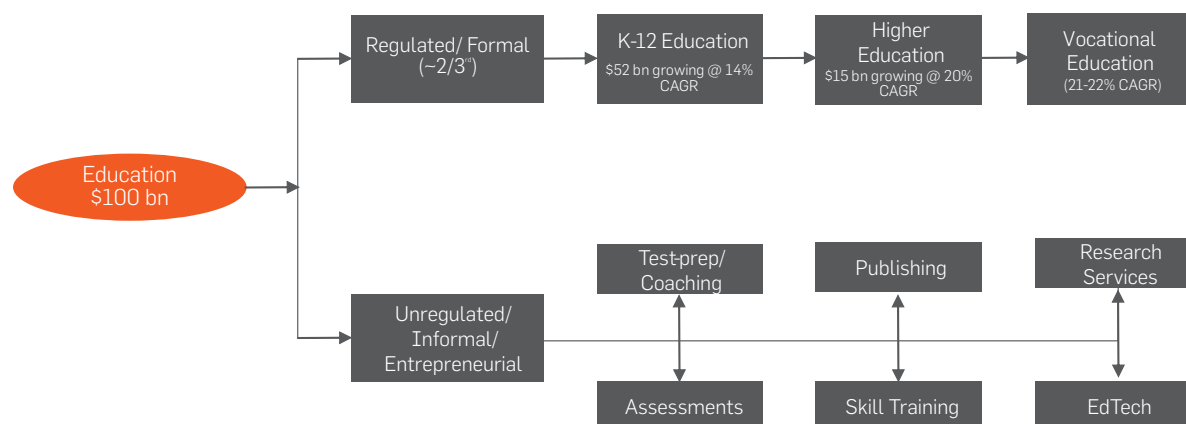 Regulated/ Formal
(~2/3rd)
K-12 Education
$52 bn growing @ 14%
CAGR
Higher
Education
$15 bn growing @ 20%
CAGR
Vocational
Education
(21-22% CAGR)
Education
$100 bn
Test-prep/
Coaching
Publishing
Research
Services
Unregulated/
Informal/
Entrepreneurial
Assessments
Skill Training
EdTech